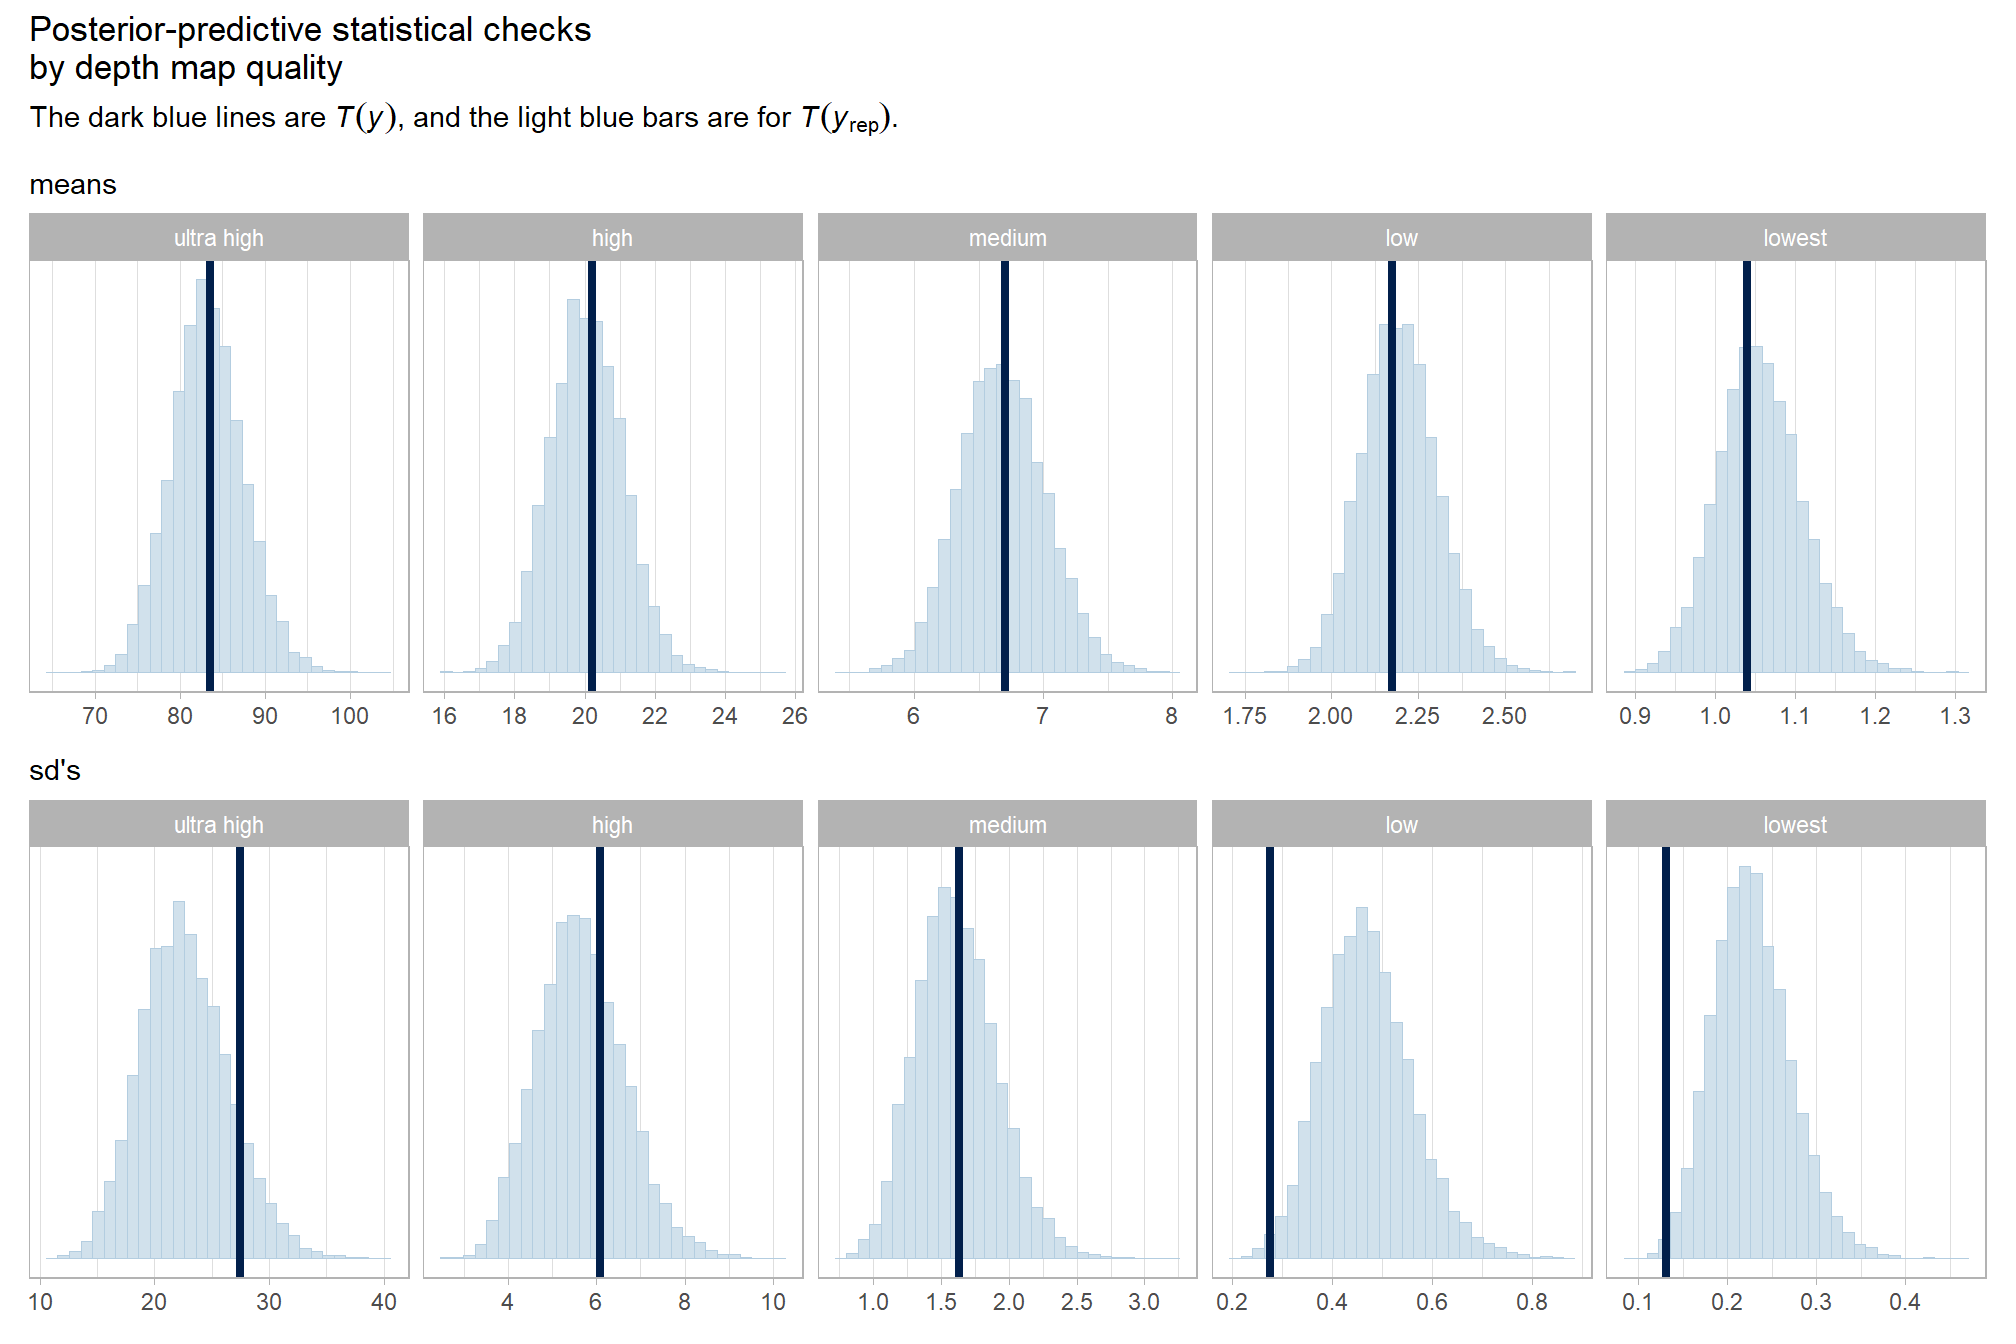 Posterior-predictive statistical checks
by depth map quality
The dark blue lines are T(y), and the light blue bars are for T(y_rep).
means
ultra high high medium low lowest
70 80 90 100 16 18 20 22 24 26 6 7 8 1.75 2.00 2.25 2.50 0.9 1.0 1.1 1.2 1.3
sd's
ultra high high medium low lowest
10 20 30 40 4 6 8 10 1.0 1.5 2.0 2.5 3.0 0.2 0.4 0.6 0.8 0.1 0.2 0.3 0.4